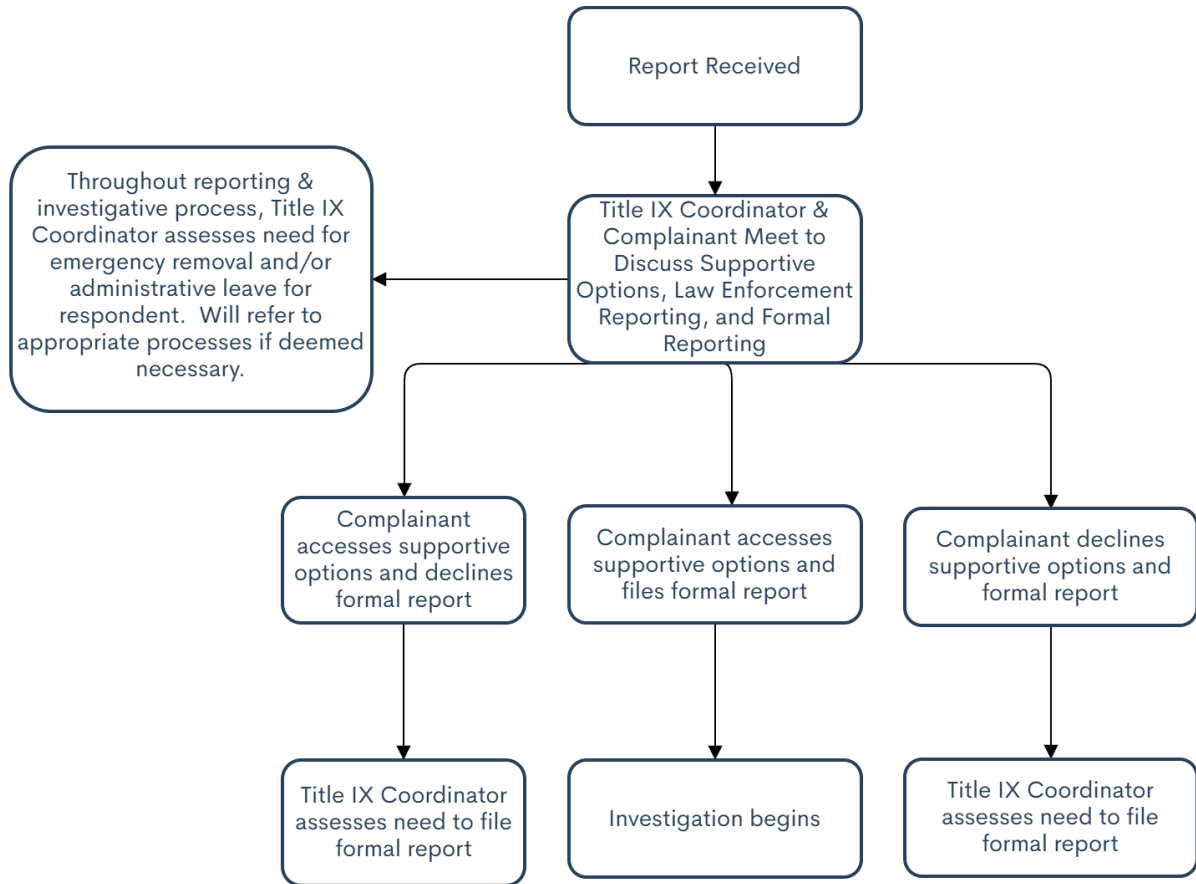 Report Received
Throughout reporting &
investigative process, Title IX
Coordinator assesses need for
emergency removal and/or
administrative leave for
respondent.  Will refer to
appropriate processes if deemed
necessary.
Title IX Coordinator &
Complainant Meet to
Discuss Supportive
Options, Law Enforcement
Reporting, and Formal
Reporting
Complainant
accesses supportive
options and declines
formal report
Complainant accesses
supportive options and
files formal report
Complainant declines
supportive options and
formal report
Title IX Coordinator
assesses need to file
formal report
Investigation begins
Title IX Coordinator
assesses need to file
formal report